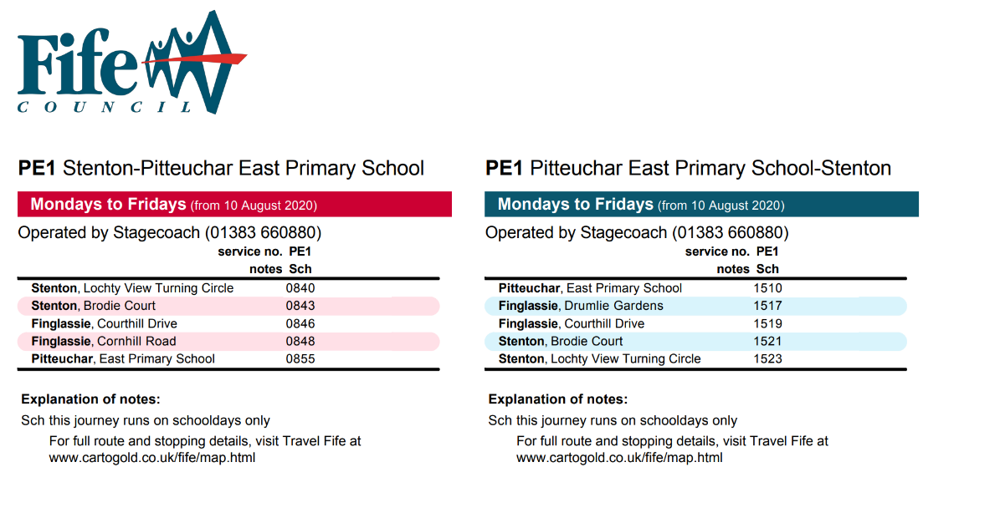 Fife
COUNCIL
PE1 Stenton-Pitteuchar East Primary School
Mondays to Fridays (from 10 August 2020)
Operated by Stagecoach (01383 660880)
service no. PE1
notes Sch
Stenton, Lochty View Turning Circle 0840
Stenton, Brodie Court 0843
Finglassie, Courthill Drive 0846
Finglassie, Cornhill Road 0848
Pitteuchar, East Primary School 0855
Explanation of notes:
Sch this journey runs on schooldays only
For full route and stopping details, visit Travel Fife at
www.cartogold.co.uk/fife/map.html
PE1 Pitteuchar East Primary School-Stenton
Mondays to Fridays (from 10 August 2020)
Operated by Stagecoach (01383 660880)
service no. PE1
notes Sch
Pitteuchar, East Primary School 1510
Finglassie, Drumlie Gardens 1517
Finglassie, Courthill Drive 1519
Stenton, Brodie Court 1521
Stenton, Lochty View Turning Circle 1523
Explanation of notes:
Sch this journey runs on schooldays only
For full route and stopping details, visit Travel Fife at
www.cartogold.co.uk/fife/map.html